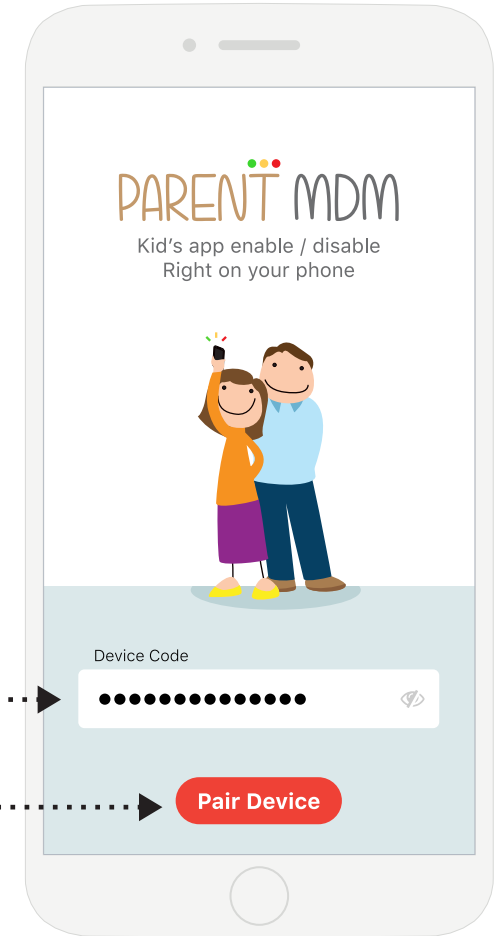 PARENT MDM
Kid's app enable / disable
Right on your phone
Device Code
••••••••••••••
Pair Device